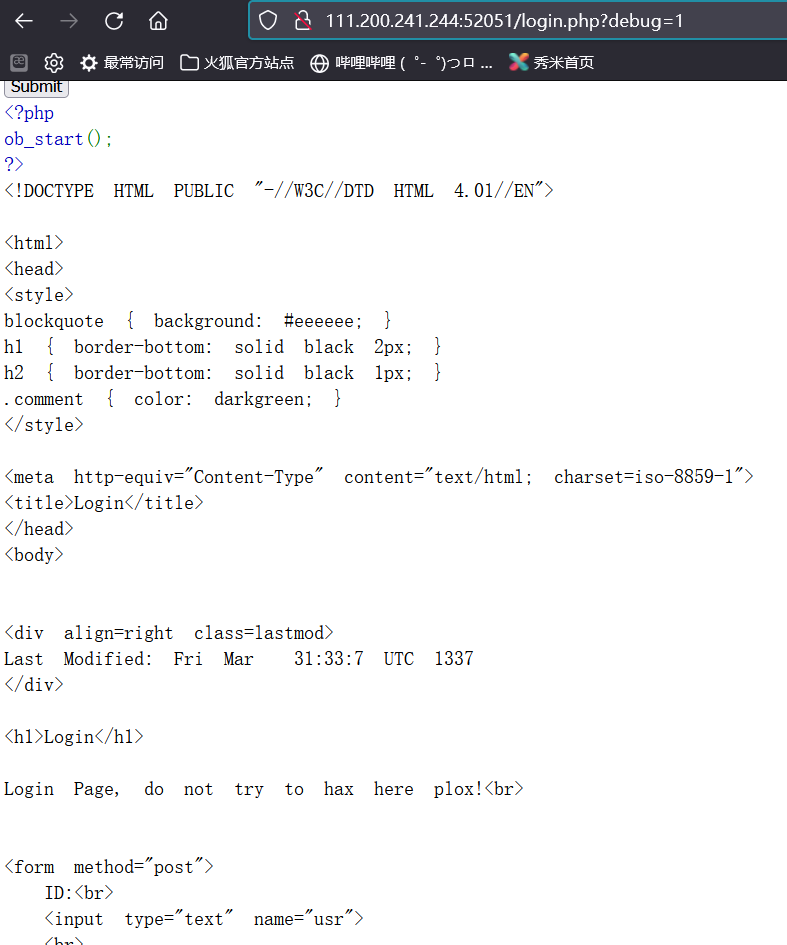 111.200.241.244:52051/login.php?debug=1
最常访问 火狐官方站点 哔哩哔哩 ( ゜- ゜)つロ ... 秀米首页
Submit
<?php
ob_start();
?>
<!DOCTYPE HTML PUBLIC "-//W3C//DTD HTML 4.01//EN">
<html>
<head>
<style>
blockquote { background: #eeeeee; }
h1 { border-bottom: solid black 2px; }
h2 { border-bottom: solid black 1px; }
.comment { color: darkgreen; }
</style>
<meta http-equiv="Content-Type" content="text/html; charset=iso-8859-1">
<title>Login</title>
</head>
<body>
<div align=right class=lastmod>
Last Modified: Fri Mar 31:33:7 UTC 1337
</div>
<h1>Login</h1>
Login Page, do not try to hax here plox!<br>
<form method="post">
ID:<br>
<input type="text" name="usr">
<br>